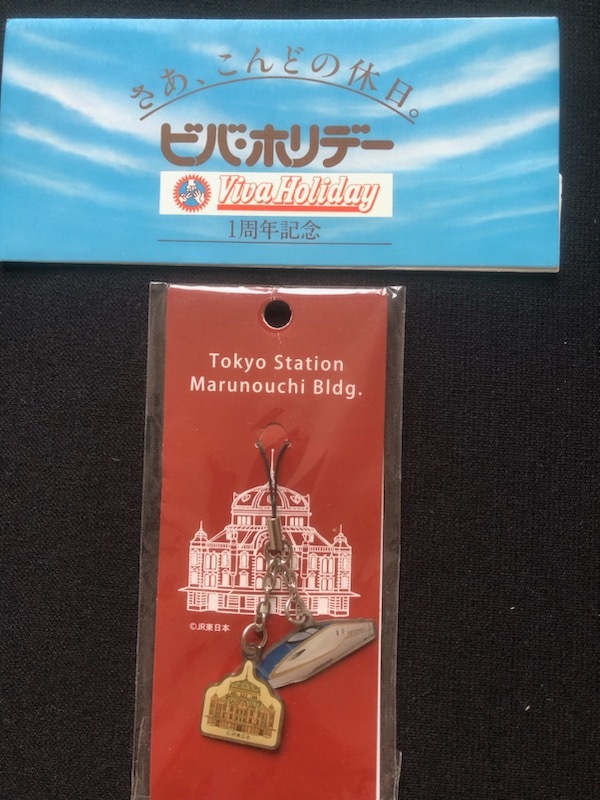 さあ、こんどの休日。
ビバ・ホリデー
Viva Holiday
1周年記念
Tokyo Station
Marunouchi Bldg.
©JR東日本